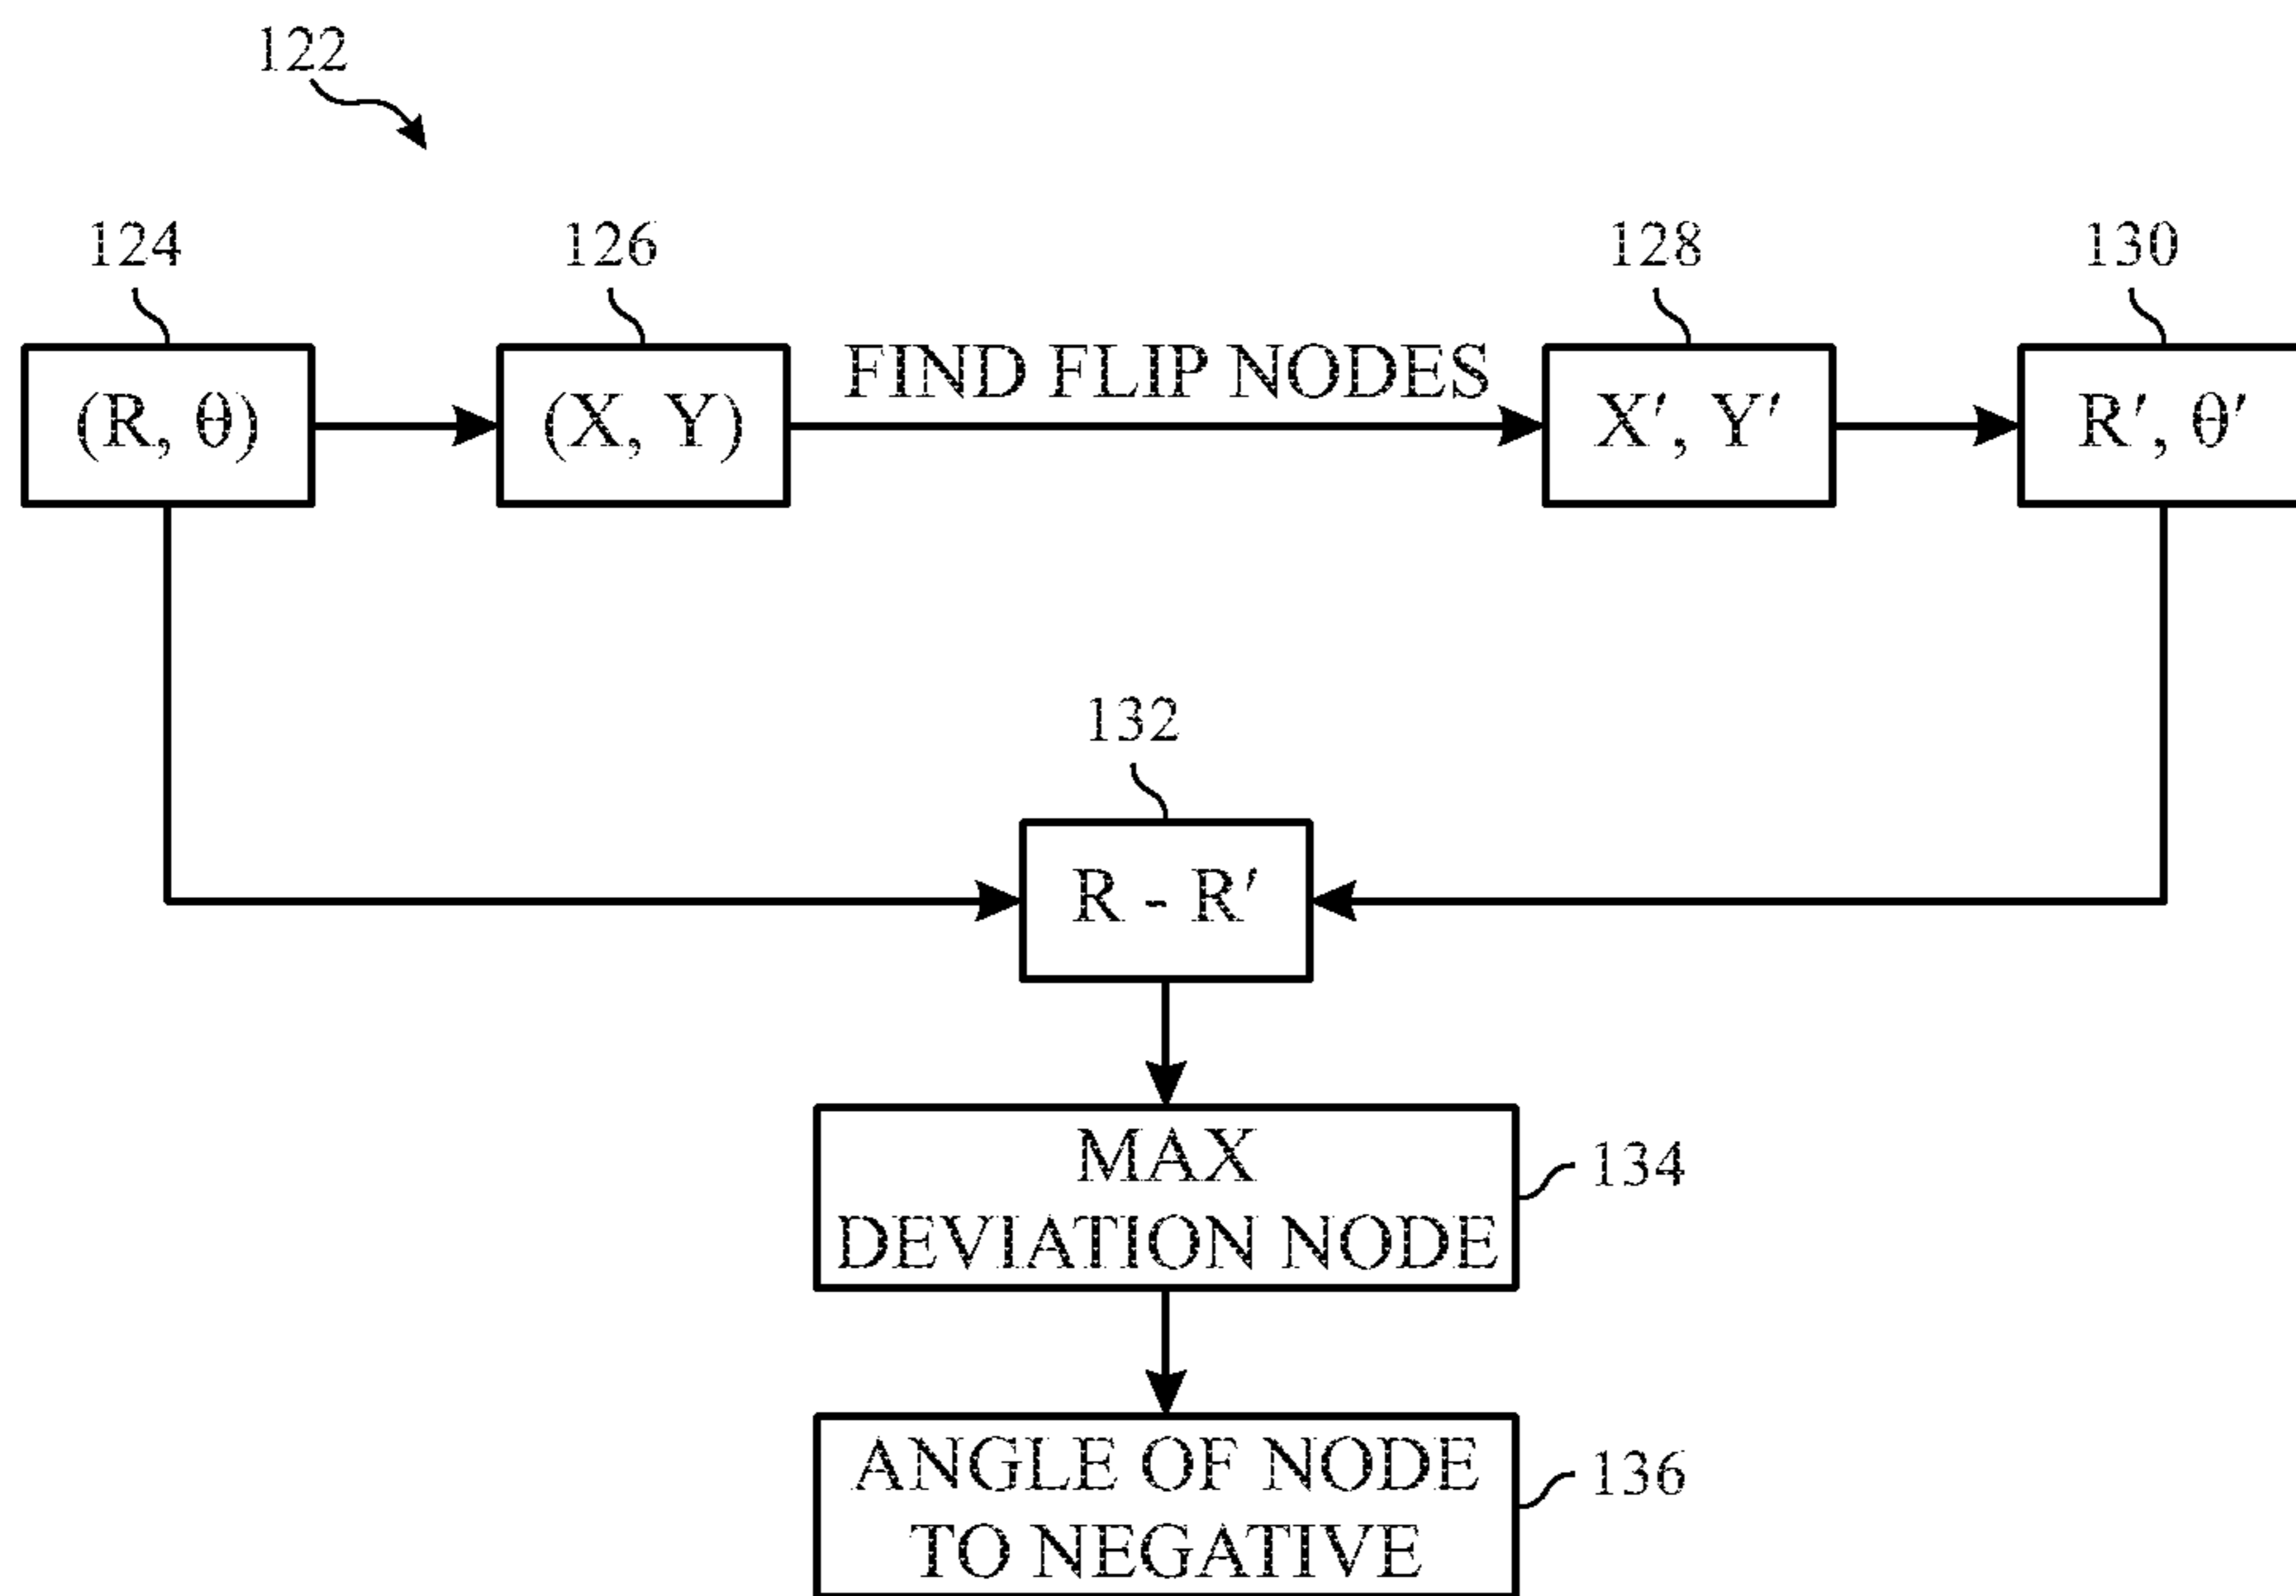 122
124
126
128
130
(R, θ)
(X, Y)
FIND FLIP NODES
X′, Y′
R′, θ′
132
R - R′
MAX
DEVIATION NODE
134
ANGLE OF NODE
TO NEGATIVE
136